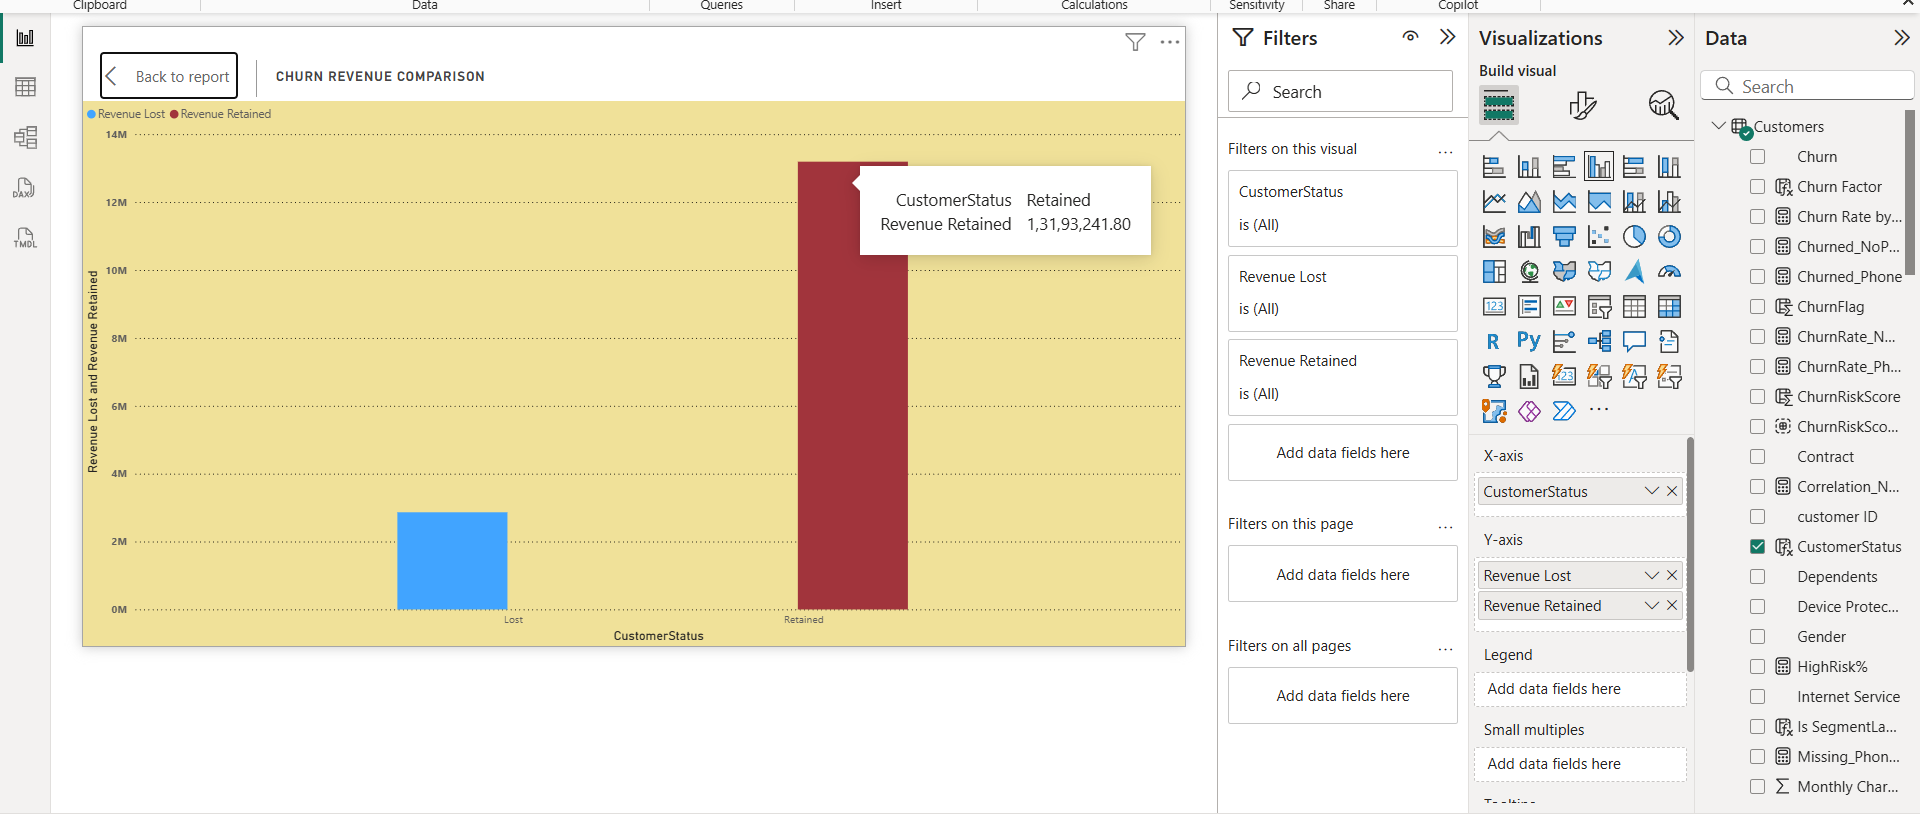 Clipboard
Data
Queries
Insert
Calculations
Sensitivity
Share
Copilot
Back to report
CHURN REVENUE COMPARISON
Revenue Lost
Revenue Retained
14M
12M
10M
8M
6M
4M
2M
0M
Revenue Lost and Revenue Retained
CustomerStatus Retained
Revenue Retained 1,31,93,241.80
Lost
Retained
CustomerStatus
DAX
TMDL
Filters
Search
Filters on this visual ...
CustomerStatus
is (All)
Revenue Lost
is (All)
Revenue Retained
is (All)
Add data fields here
Filters on this page ...
Add data fields here
Filters on all pages ...
Add data fields here
Visualizations
Build visual
123
R
Py
123
...
X-axis
CustomerStatus
Y-axis
Revenue Lost
Revenue Retained
Legend
Add data fields here
Small multiples
Add data fields here
Data
Search
Customers
Churn
Churn Factor
Churn Rate by...
Churned_NoP...
Churned_Phone
ChurnFlag
ChurnRate_N...
ChurnRate_Ph...
ChurnRiskScore
ChurnRiskSco...
Contract
Correlation_N...
customer ID
CustomerStatus
Dependents
Device Protec...
Gender
HighRisk%
Internet Service
Is SegmentLa...
Missing_Phon...
Monthly Char...